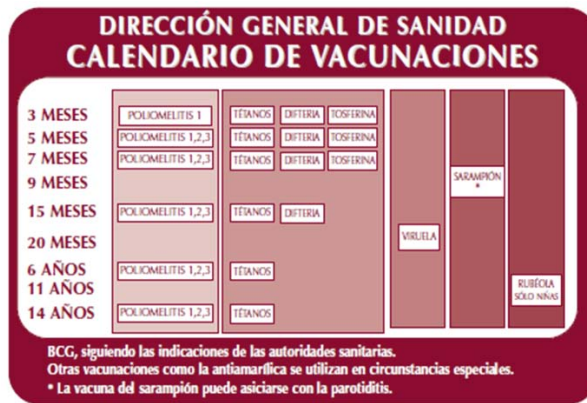 DIRECCIÓN GENERAL DE SANIDAD
CALENDARIO DE VACUNACIONES
3 MESES POLIOMELITIS 1 TÉTANOS DIFTERIA TOSFERINA
5 MESES POLIOMELITIS 1,2,3 TÉTANOS DIFTERIA TOSFERINA
7 MESES POLIOMELITIS 1,2,3 TÉTANOS DIFTERIA TOSFERINA
9 MESES SARAMPIÓN
*
15 MESES POLIOMELITIS 1,2,3 TÉTANOS DIFTERIA
20 MESES VIRUELA
6 AÑOS POLIOMELITIS 1,2,3 TÉTANOS
11 AÑOS RUBÉOLA
SÓLO NIÑAS
14 AÑOS POLIOMELITIS 1,2,3 TÉTANOS
BCG, siguiendo las indicaciones de las autoridades sanitarias.
Otras vacunaciones como la antiamarílica se utilizan en circunstancias especiales.
* La vacuna del sarampión puede asiciarse con la parotiditis.